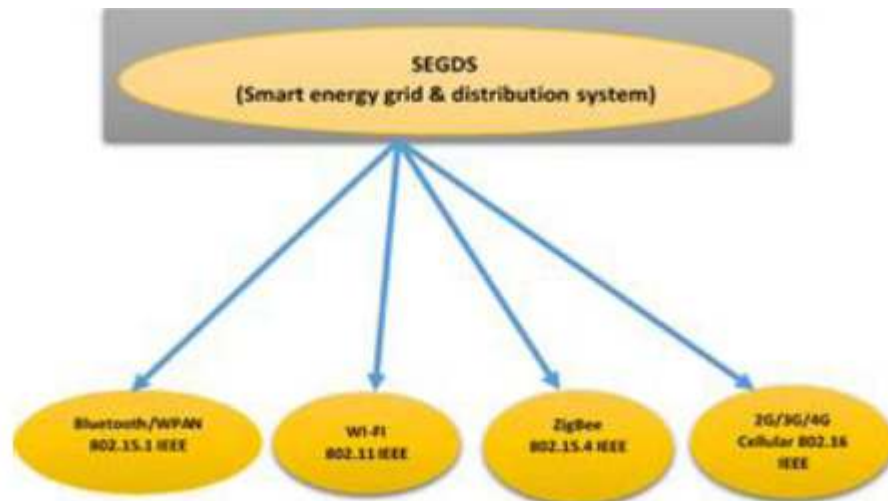 SEGDS
(Smart energy grid & distribution system)
Bluetooth/WPAN
802.15.1 IEEE
WI-FI
802.11 IEEE
ZigBee
802.15.4 IEEE
2G/3G/4G
Cellular 802.16
IEEE